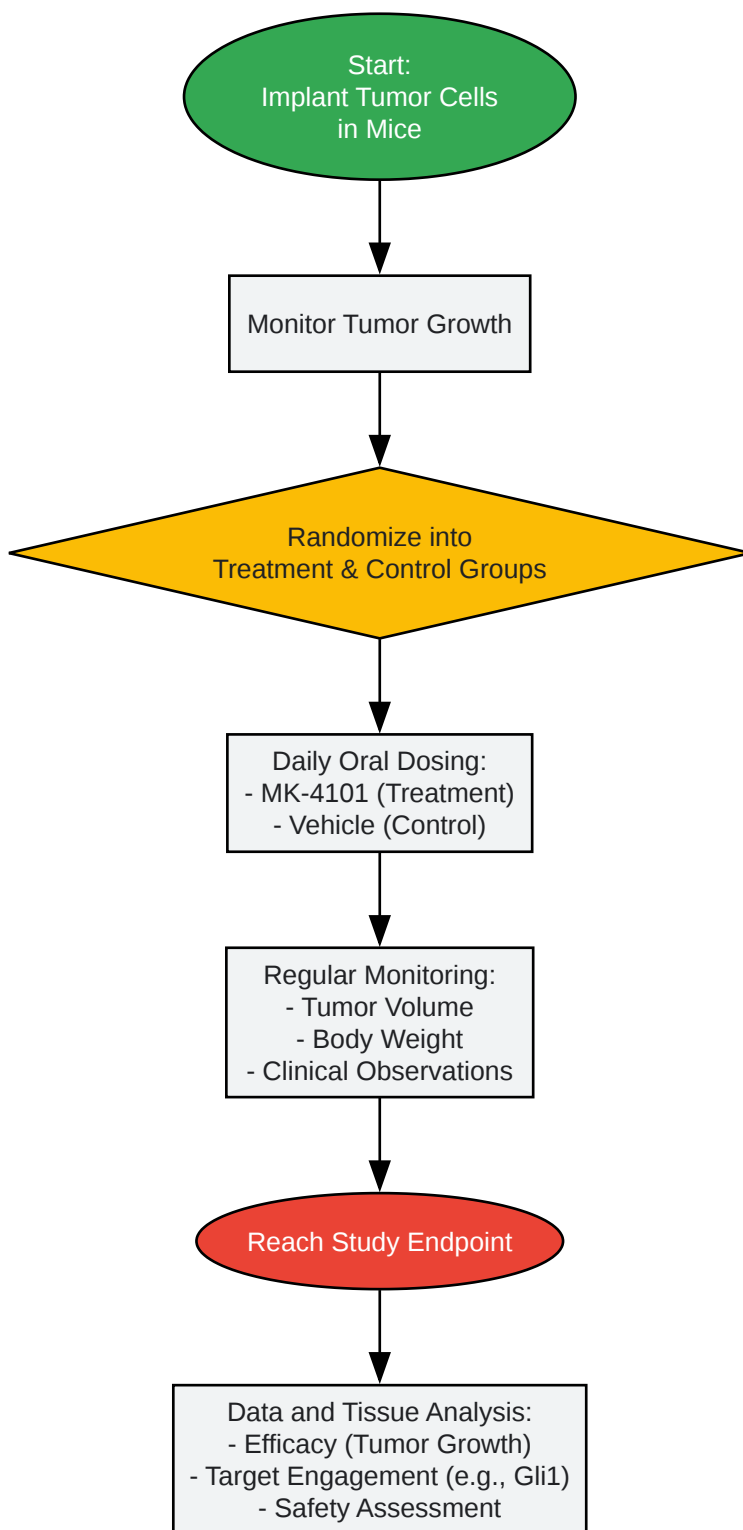 Start:
Implant Tumor Cells
in Mice
Monitor Tumor Growth
Randomize into
Treatment & Control Groups
Daily Oral Dosing:
- MK-4101 (Treatment)
- Vehicle (Control)
Regular Monitoring:
- Tumor Volume
- Body Weight
- Clinical Observations
Reach Study Endpoint
Data and Tissue Analysis:
- Efficacy (Tumor Growth)
- Target Engagement (e.g., Gli1)
- Safety Assessment